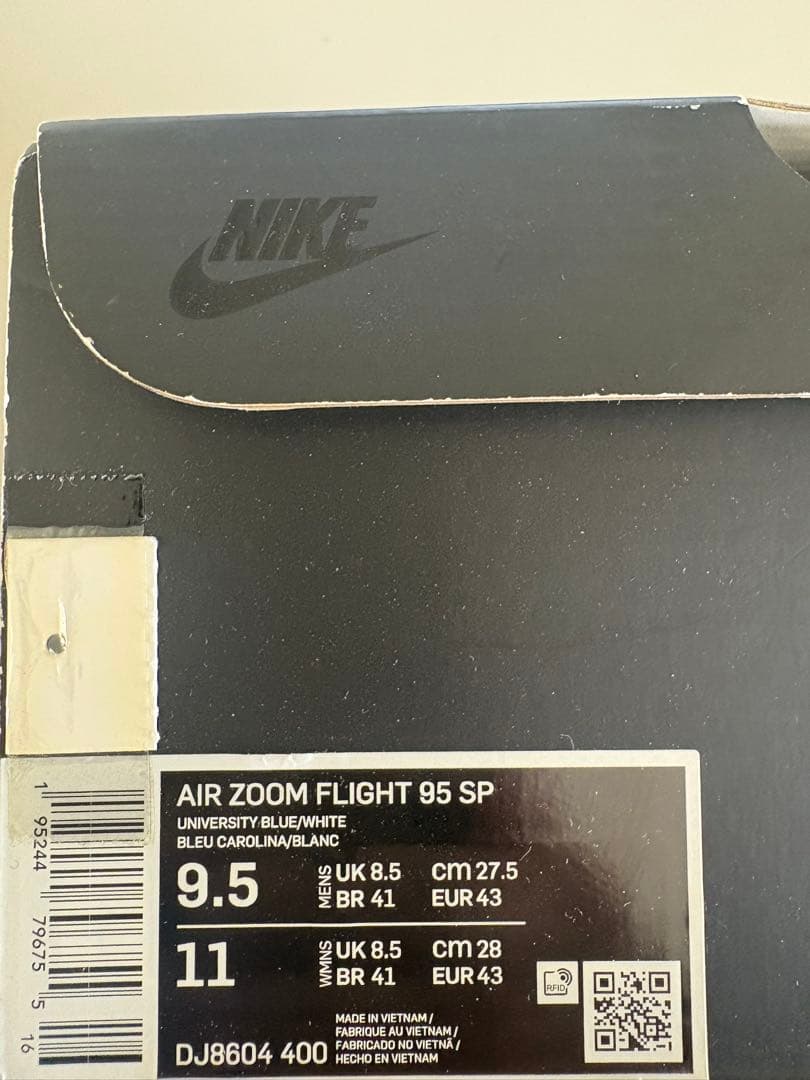 NIKE
AIR ZOOM FLIGHT 95 SP
UNIVERSITY BLUE/WHITE
BLEU CAROLINA/BLANC
9.5 MENS UK 8.5 cm 27.5
BR 41 EUR 43
11 WMNS UK 8.5 cm 28
BR 41 EUR 43
RFID
MADE IN VIETNAM /
FABRIQUE AU VIETNAM /
FABRICADO NO VIETNÃ /
HECHO EN VIETNAM
DJ8604 400
1 95244 79675 5 16